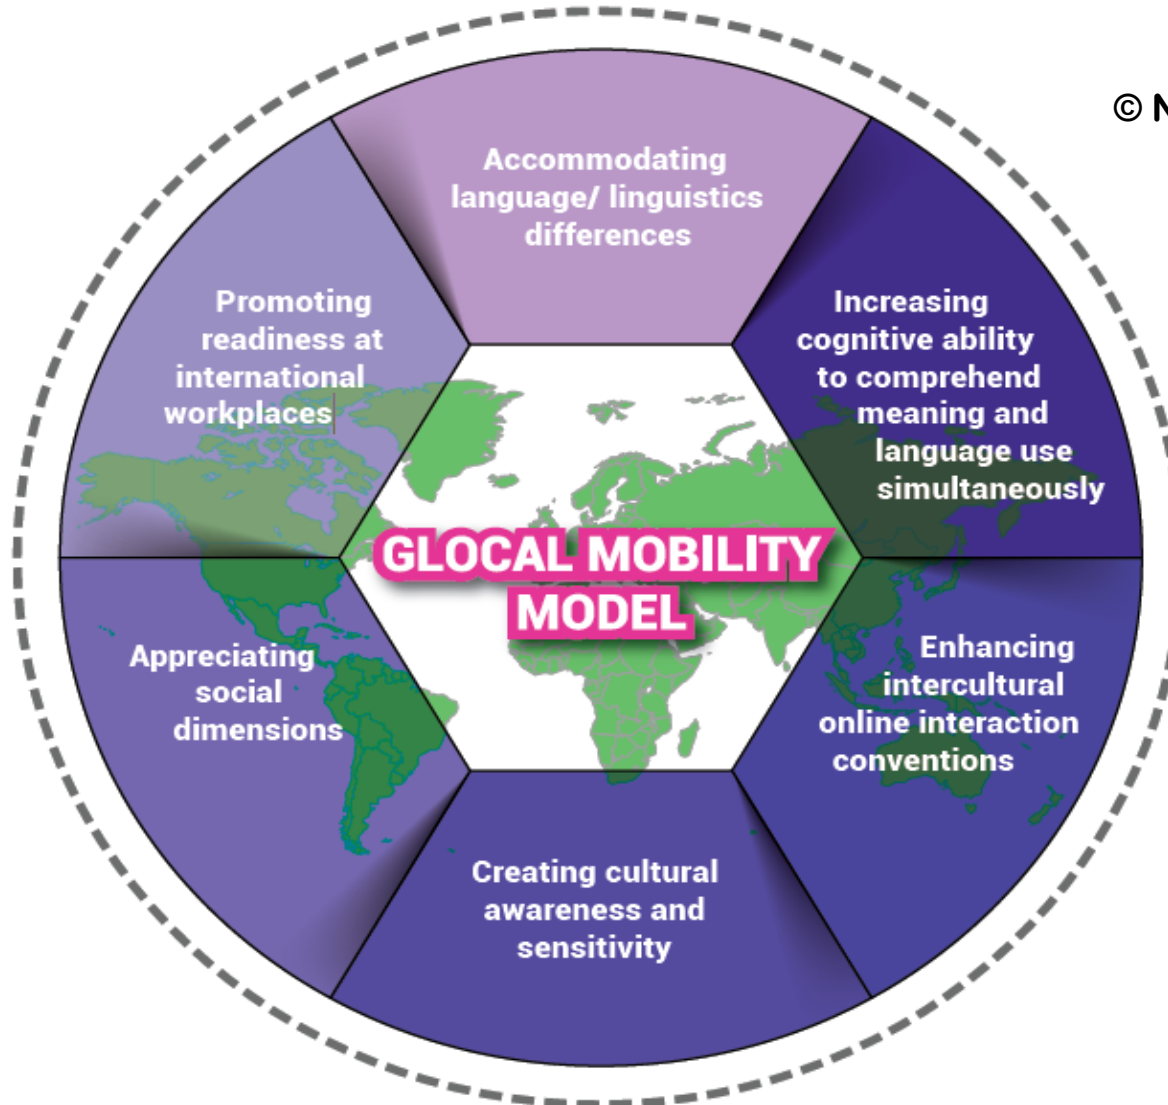 © N
Accommodating
language/ linguistics
differences
Increasing
cognitive ability
to comprehend
meaning and
language use
simultaneously
Enhancing
intercultural
online interaction
conventions
Creating cultural
awareness and
sensitivity
Appreciating
social
dimensions
Promoting
readiness at
international
workplaces
GLOCAL MOBILITY
MODEL